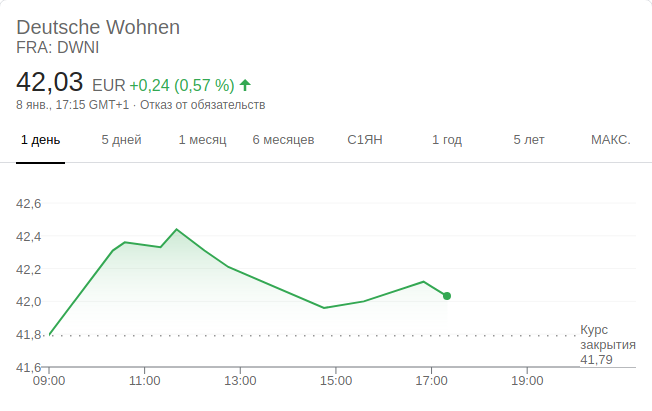 Deutsche Wohnen
FRA: DWNI
42,03 EUR +0,24 (0,57 %)
8 янв., 17:15 GMT+1 · Отказ от обязательств
1 день 5 дней 1 месяц 6 месяцев С1ЯН 1 год 5 лет МАКС.
42,6
42,4
42,2
42,0
41,8
Курс
закрытия
41,79
41,6
09:00 11:00 13:00 15:00 17:00 19:00